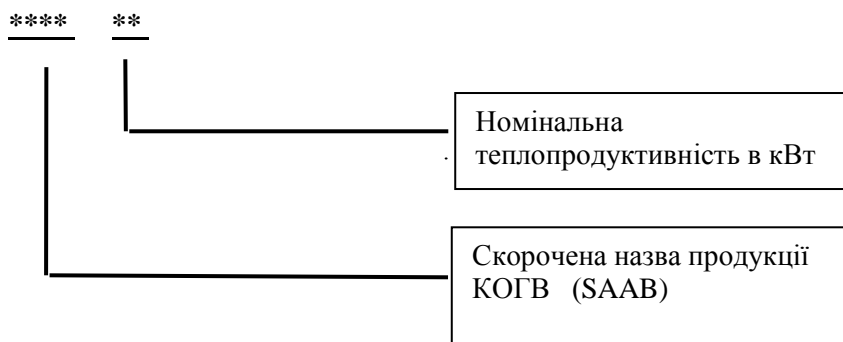 **** **
Номінальна
теплопродуктивність в кВт
Скорочена назва продукції
КОГВ (SAAB)